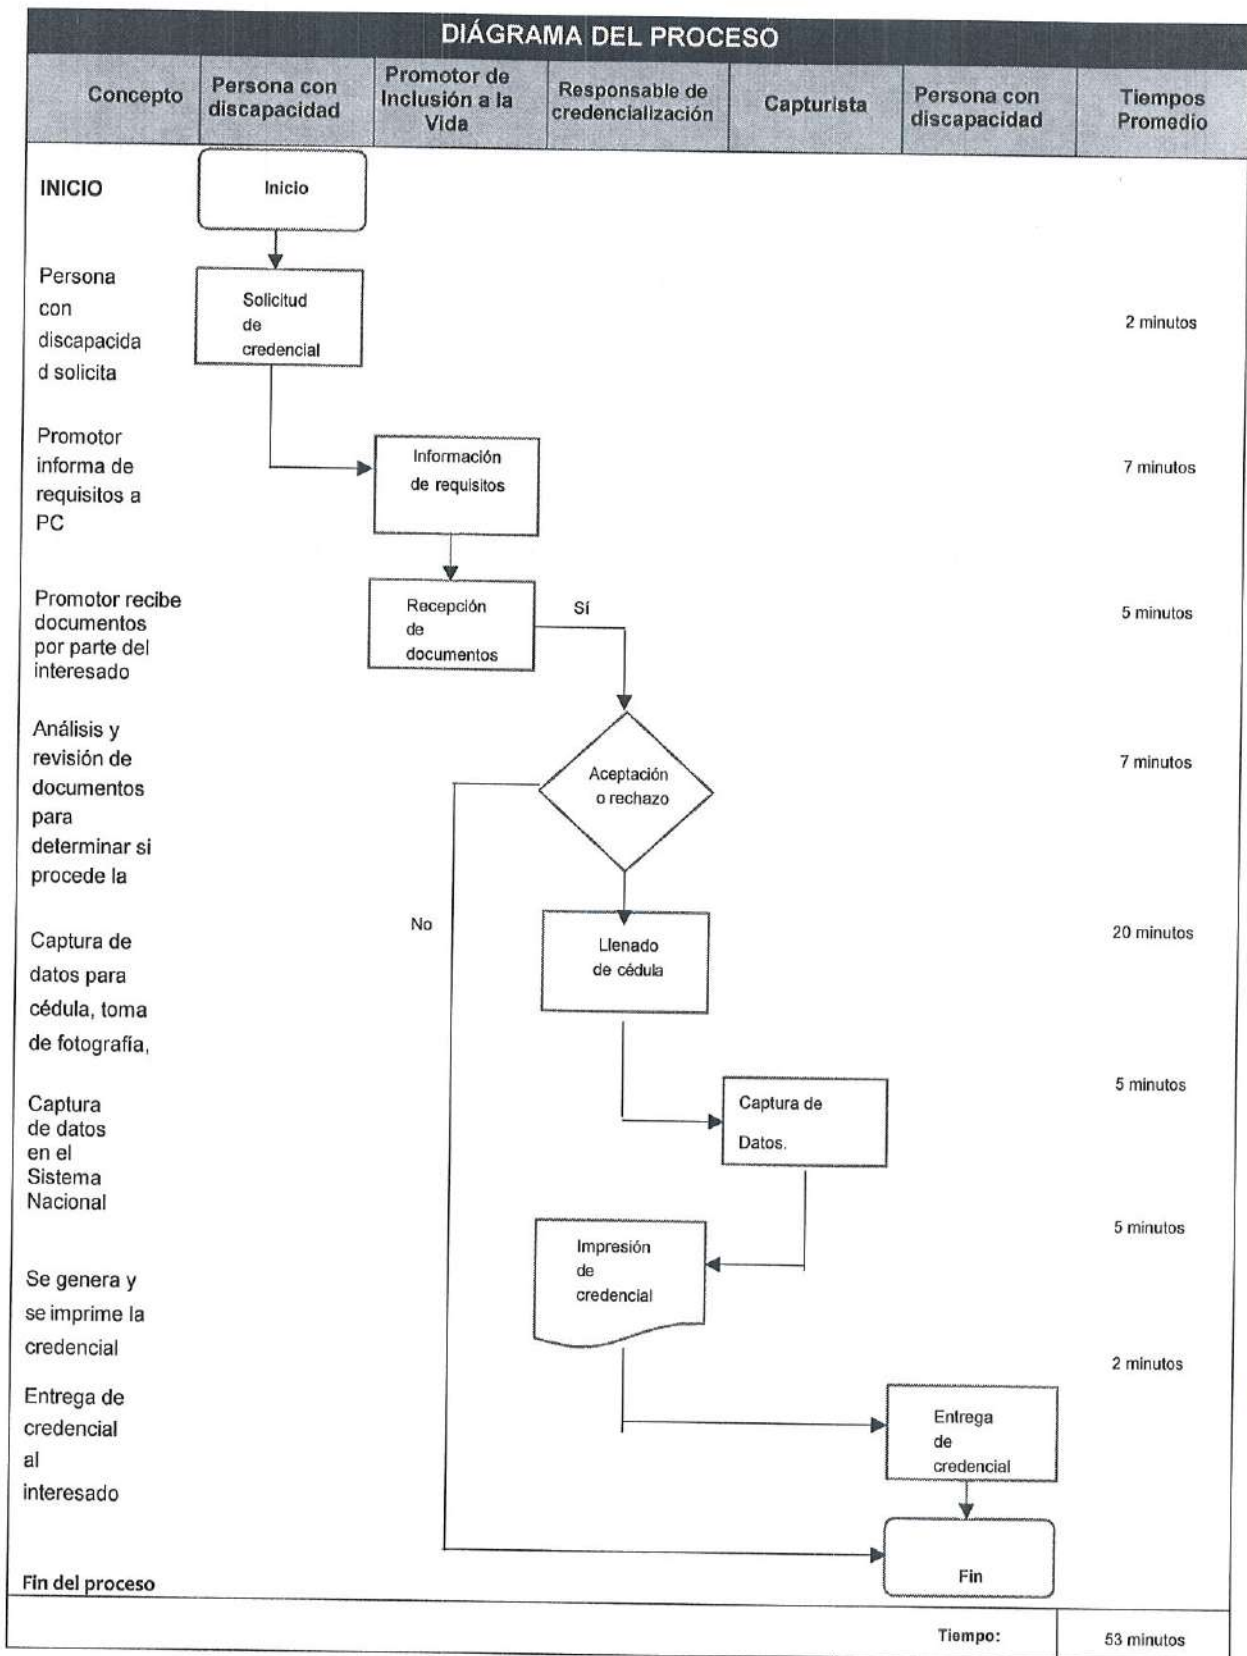 DIÁGRAMA DEL PROCESO
Concepto
Persona con
discapacidad
Promotor de
Inclusión a la
Vida
Responsable de
credencialización
Capturista
Persona con
discapacidad
Tiempos
Promedio
INICIO
Inicio
Persona
con
discapacida
d solicita
Solicitud
de
credencial
2 minutos
Promotor
informa de
requisitos a
PC
Información
de requisitos
7 minutos
Promotor recibe
documentos
por parte del
interesado
Recepción
de
documentos
Sí
5 minutos
Análisis y
revisión de
documentos
para
determinar si
procede la
Aceptación
o rechazo
7 minutos
No
Captura de
datos para
cédula, toma
de fotografía,
Llenado
de cédula
20 minutos
Captura
de datos
en el
Sistema
Nacional
Captura de
Datos.
5 minutos
Se genera y
se imprime la
credencial
Impresión
de
credencial
5 minutos
Entrega de
credencial
al
interesado
Entrega
de
credencial
2 minutos
Fin del proceso
Fin
Tiempo:
53 minutos